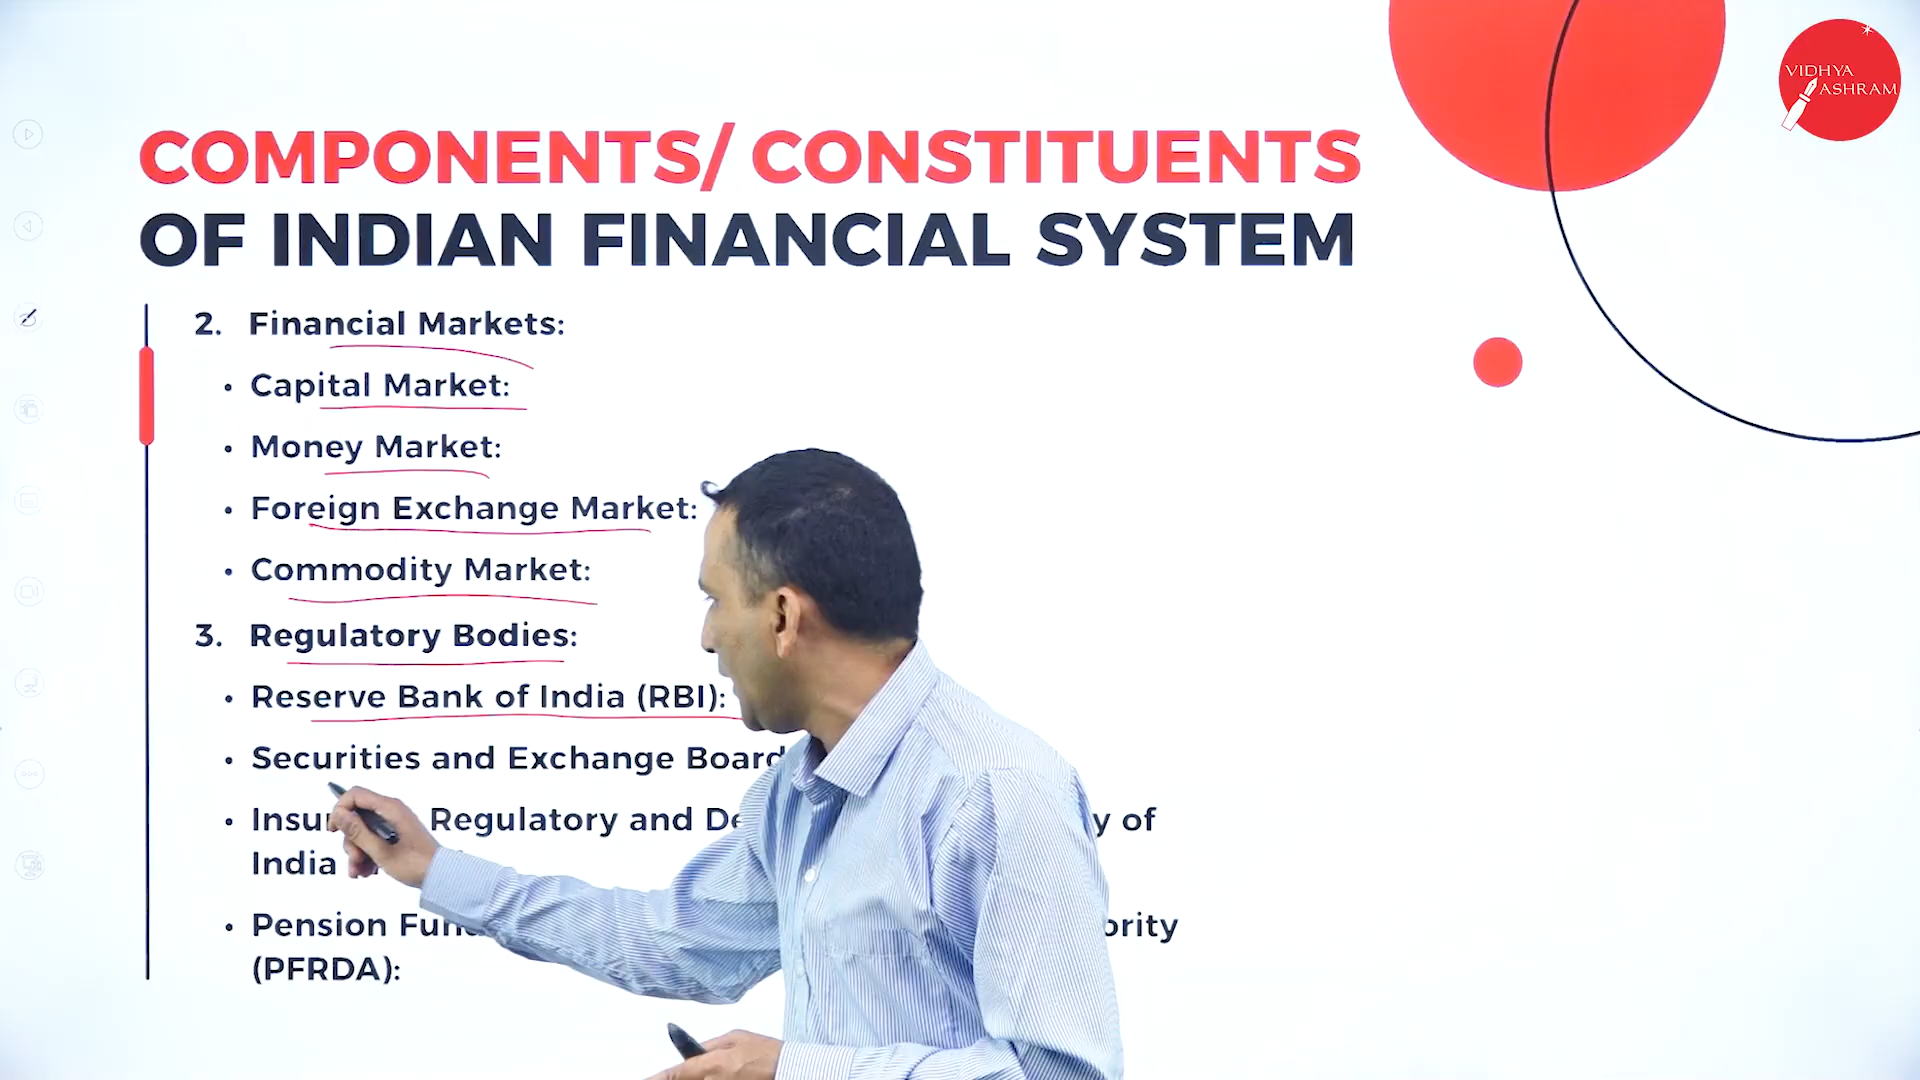 VIDHYA
ASHRAM
COMPONENTS/ CONSTITUENTS
OF INDIAN FINANCIAL SYSTEM
2. Financial Markets:
• Capital Market:
• Money Market:
• Foreign Exchange Market:
• Commodity Market:
3. Regulatory Bodies:
• Reserve Bank of India (RBI):
• Securities and Exchange Board
• Regulatory and of
India
• Pension
(PFRDA):